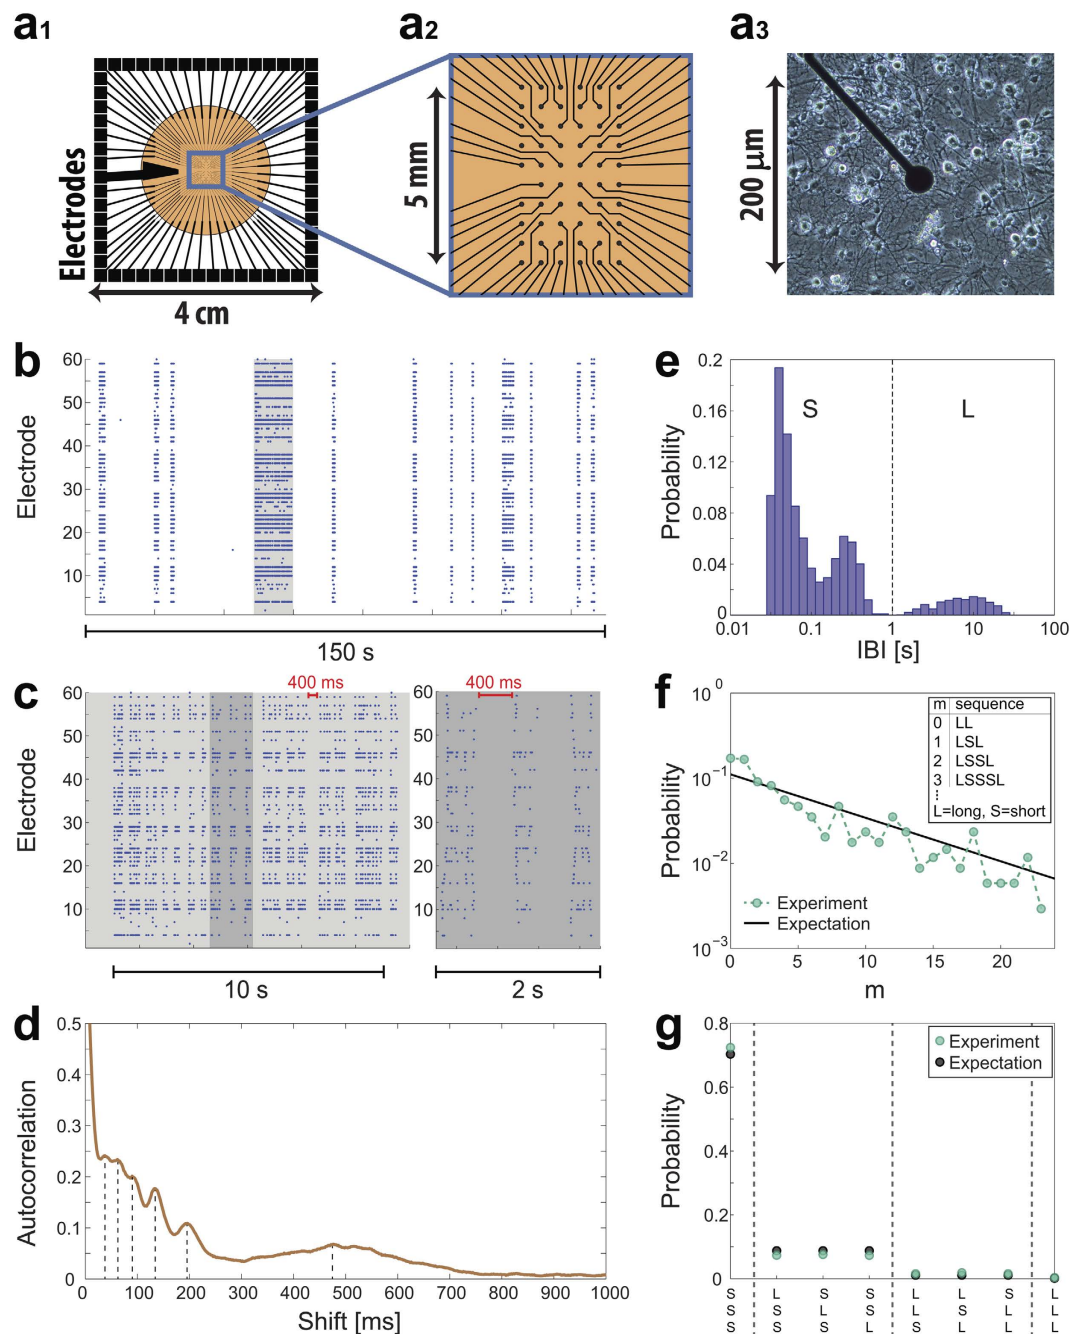 a1
a2
a3
Electrodes
4 cm
5 mm
200 μm
b
Electrode
60
50
40
30
20
10
150 s
c
Electrode
60
50
40
30
20
10
400 ms
400 ms
10 s
2 s
d
Autocorrelation
0.5
0.4
0.3
0.2
0.1
0
0 100 200 300 400 500 600 700 800 900 1000
Shift [ms]
e
Probability
0.2
0.16
0.12
0.08
0.04
0
S
L
0.01 0.1 1 10 100
IBI [s]
f
Probability
10⁰
10⁻¹
10⁻²
10⁻³
m sequence
0 LL
1 LSL
2 LSSL
3 LSSSL
⋮
L=long, S=short
Experiment
Expectation
0 5 10 15 20
m
g
Probability
0.8
0.6
0.4
0.2
0
Experiment
Expectation
S L S S L L S L
S S L S L S L L
S S S L S L L L